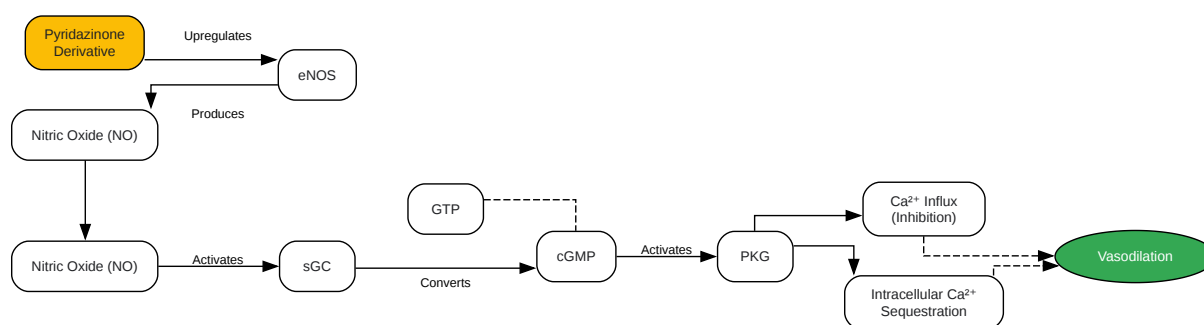 Pyridazinone
Derivative
Upregulates
eNOS
Produces
Nitric Oxide (NO)
Nitric Oxide (NO)
Activates
sGC
Converts
GTP
cGMP
Activates
PKG
Ca²⁺ Influx
(Inhibition)
Intracellular Ca²⁺
Sequestration
Vasodilation